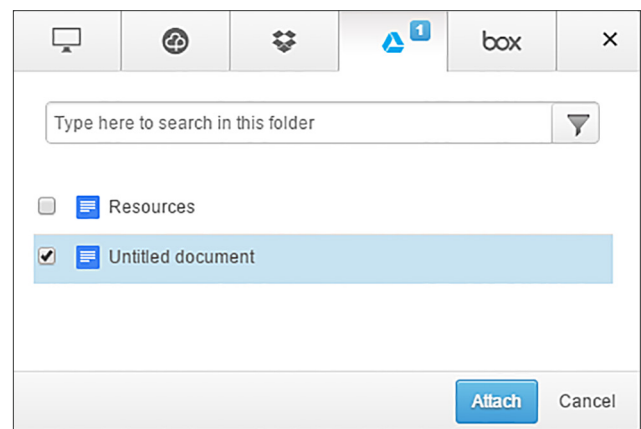 1
box
Type here to search in this folder
Resources
Untitled document
Attach Cancel